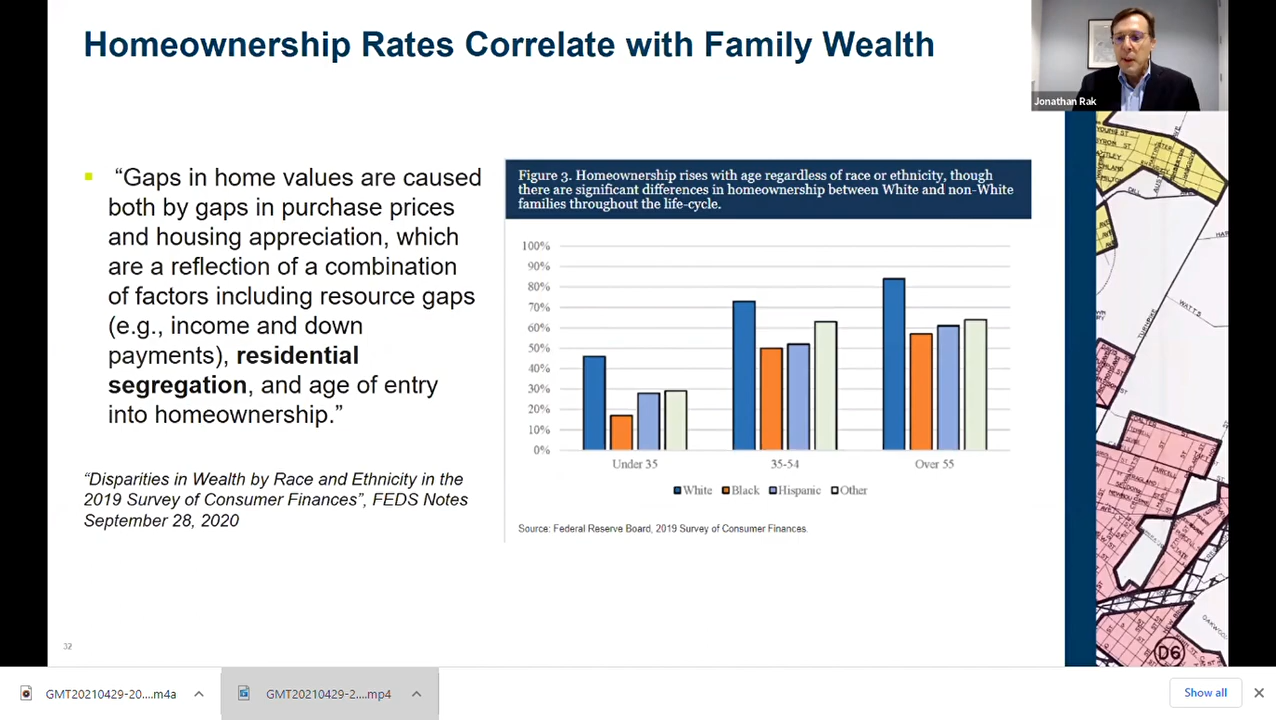 Homeownership Rates Correlate with Family Wealth
Jonathan Rak
“Gaps in home values are caused
both by gaps in purchase prices
and housing appreciation, which
are a reflection of a combination
of factors including resource gaps
(e.g., income and down
payments), residential
segregation, and age of entry
into homeownership.”
“Disparities in Wealth by Race and Ethnicity in the
2019 Survey of Consumer Finances”, FEDS Notes
September 28, 2020
Figure 3. Homeownership rises with age regardless of race or ethnicity, though
there are significant differences in homeownership between White and non-White
families throughout the life-cycle.
100%
90%
80%
70%
60%
50%
40%
30%
20%
10%
0%
Under 35 35-54 Over 55
White Black Hispanic Other
Source: Federal Reserve Board, 2019 Survey of Consumer Finances.
TURNPIKE
WATTS
D6
32
GMT20210429-20....m4a
GMT20210429-2....mp4
Show all